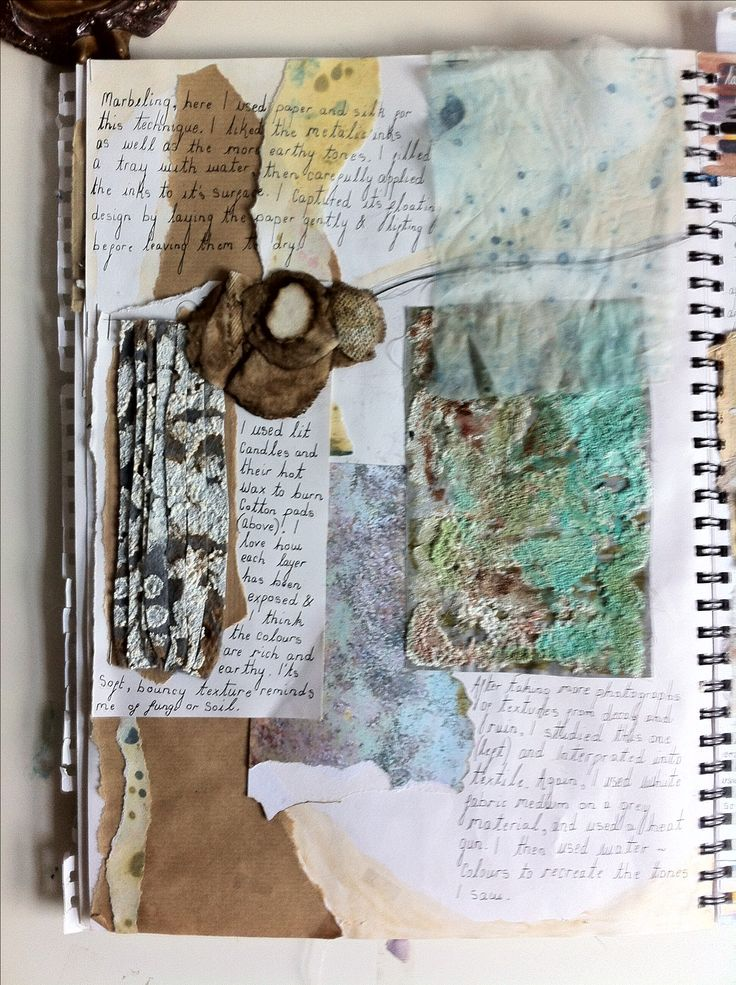 Marbeling, here I used paper and silk for
this technique. I liked the metalic inks
as well as the more earthy tones. I filled
a tray with water, then carefully applied
the inks to it's surface. I Captured its floatin
design by laying the paper gently & lifting
before leaving them to dry.
I used lit
Candles and
their hot
wax to burn
Cotton pads
(above)! I
love how
each layer
has been
exposed &
I think
the colours
are rich and
earthy. I'ts
Soft, bouncy texture reminds
me of fungi or soil.
After taking more photographs
of textures from decay and
ruin, I studied this one
(left) and Interprated into
textile. Again, I used white
fabric medium on a grey
material, and used a heat
gun. I then used water-
colours to recreate the tones
I saw.